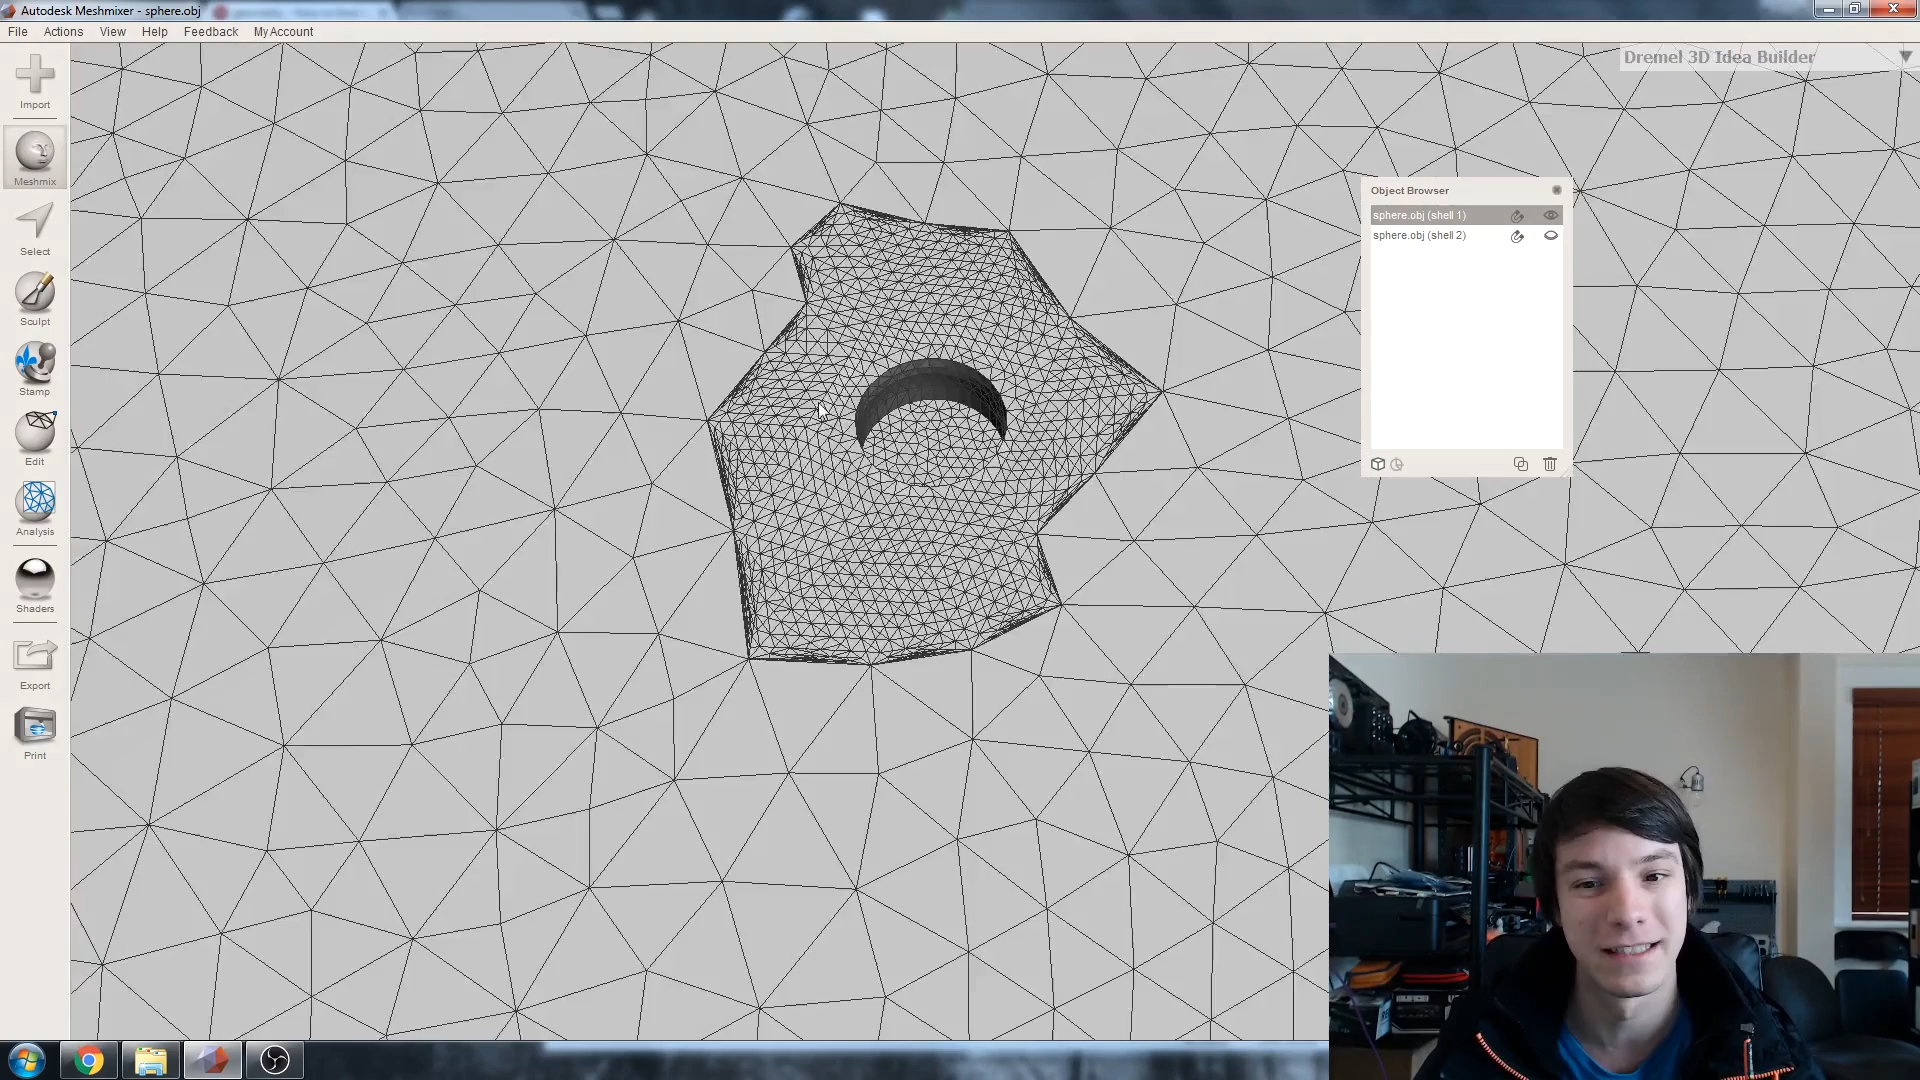 Autodesk Meshmixer - sphere.obj
File Actions View Help Feedback My Account
Dremel 3D Idea Builder
Import
Meshmix
Select
Sculpt
Stamp
Edit
Analysis
Shaders
Export
Print
Object Browser
sphere.obj (shell 1)
sphere.obj (shell 2)